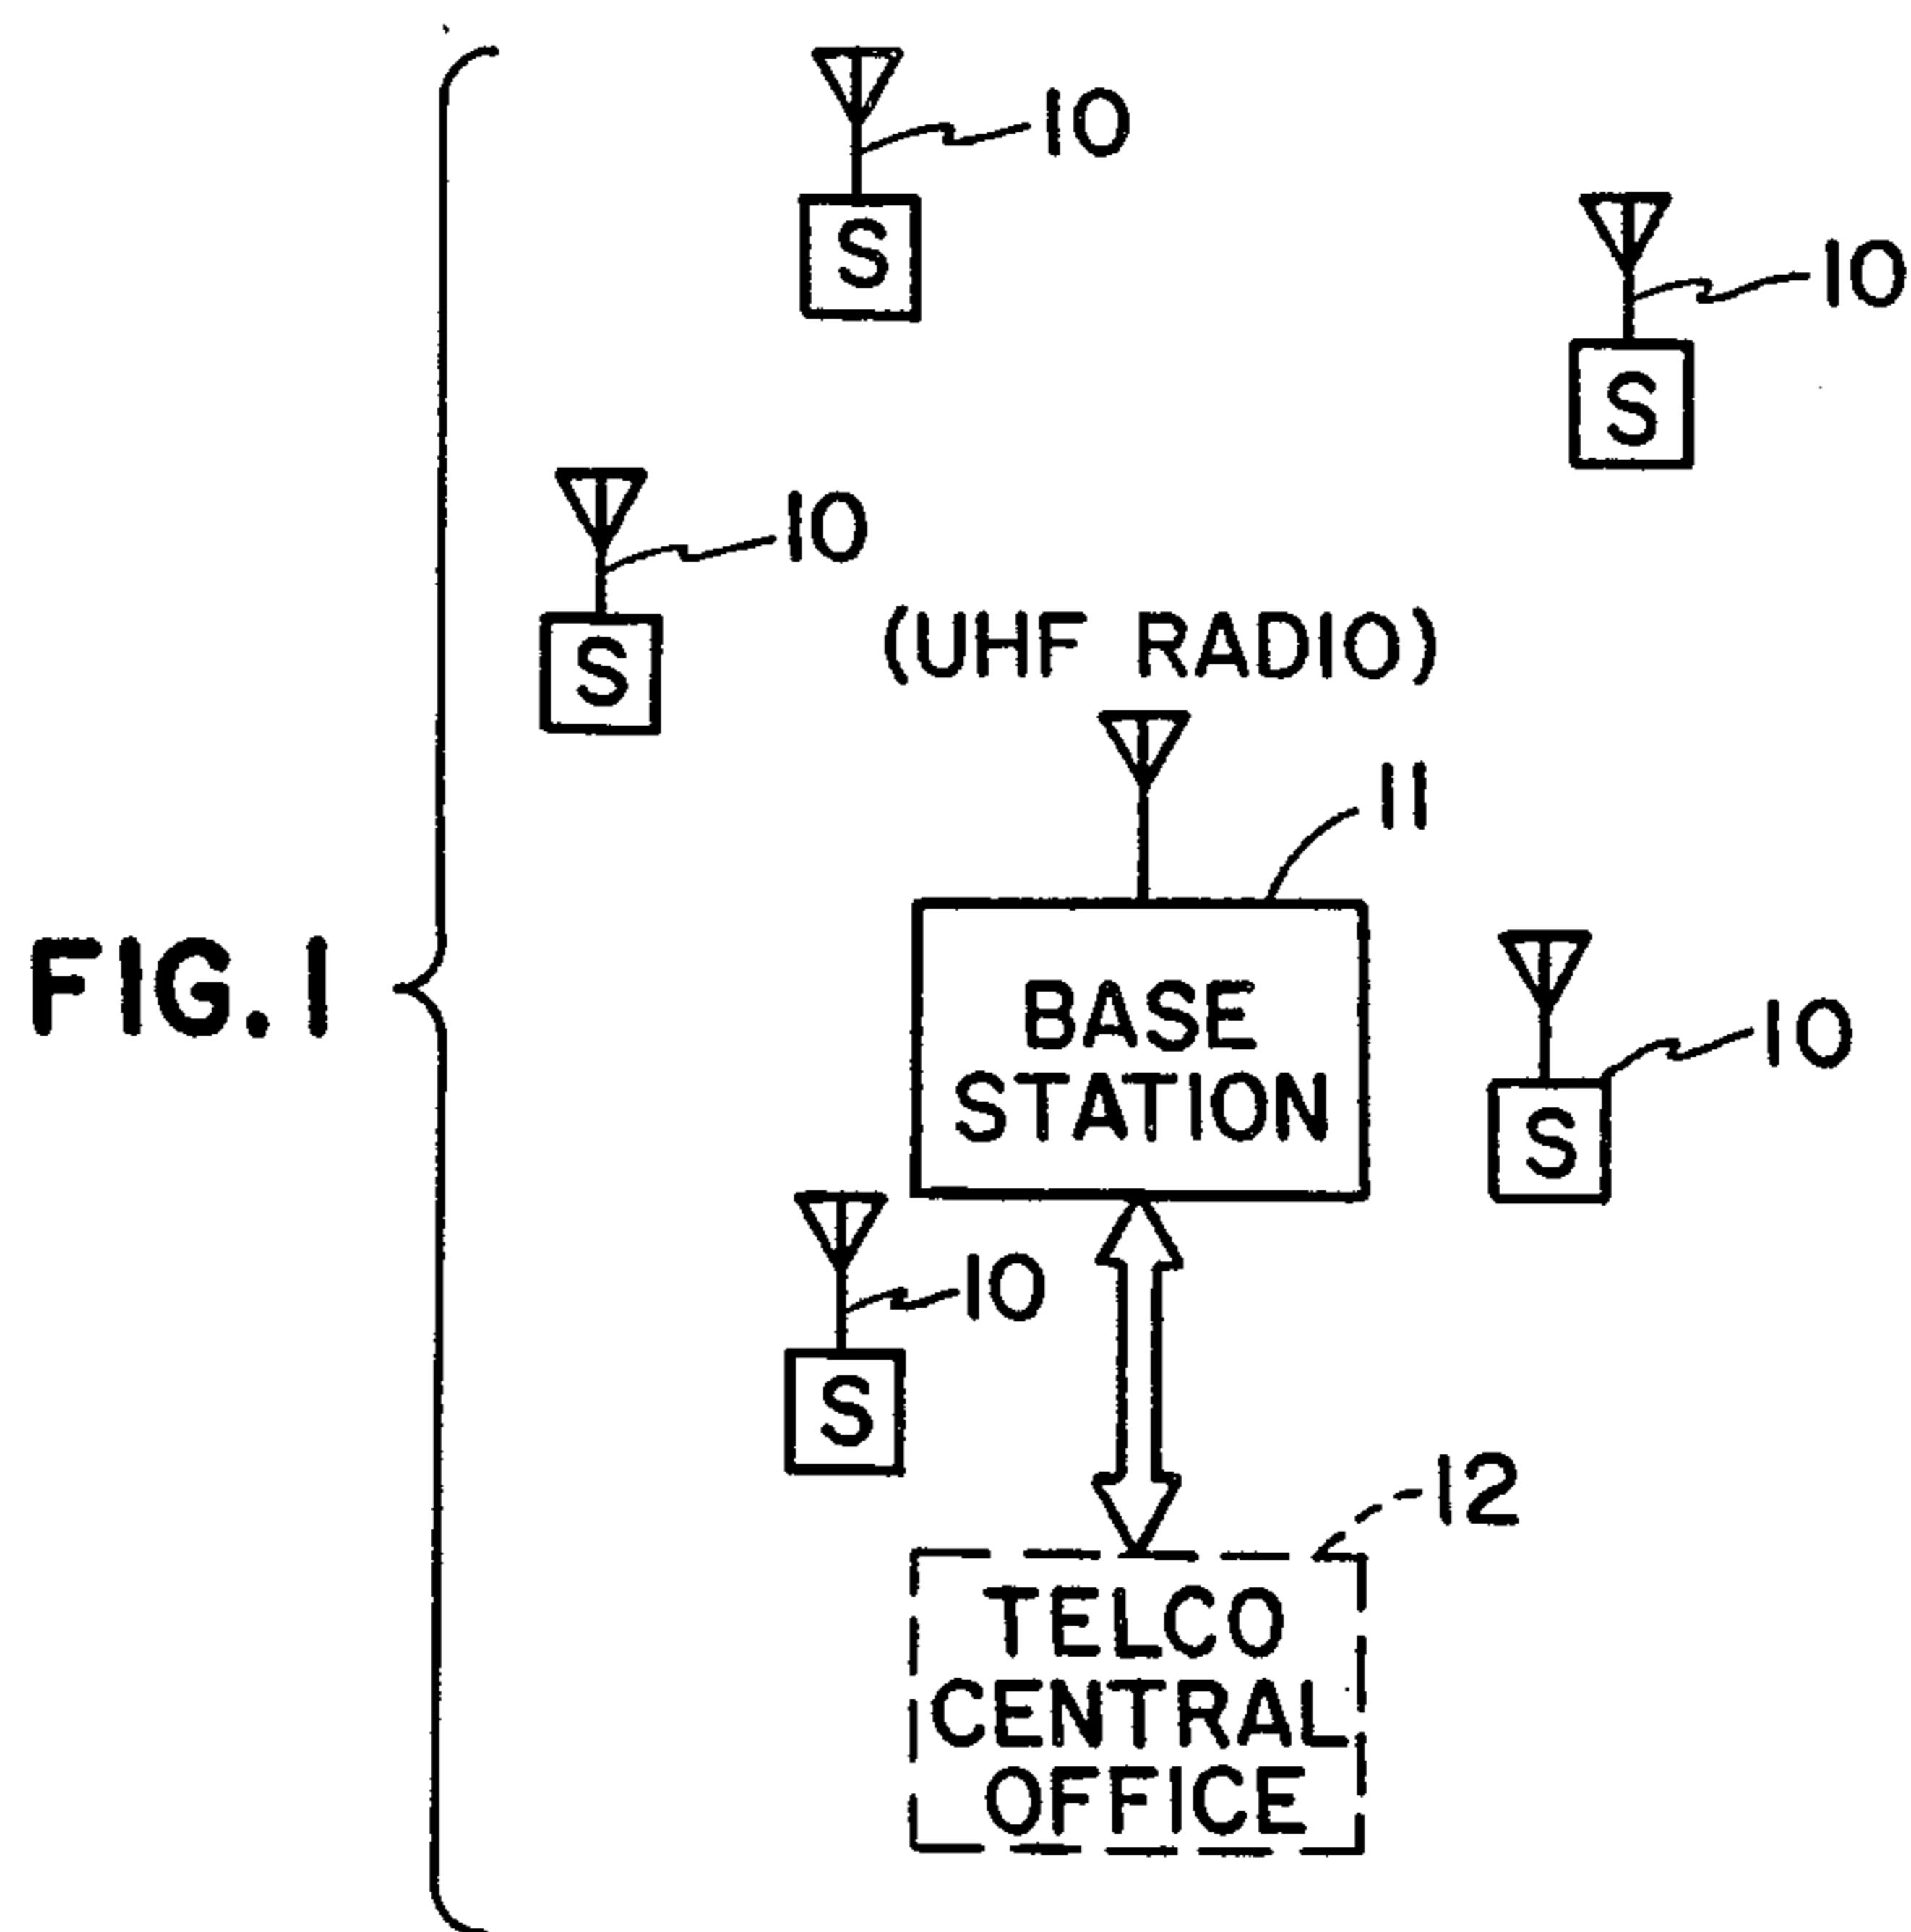 10
S
10
S
10
S
(UHF RADIO)
11
FIG. 1
BASE
STATION
10
S
10
S
12
TELCO
CENTRAL
OFFICE